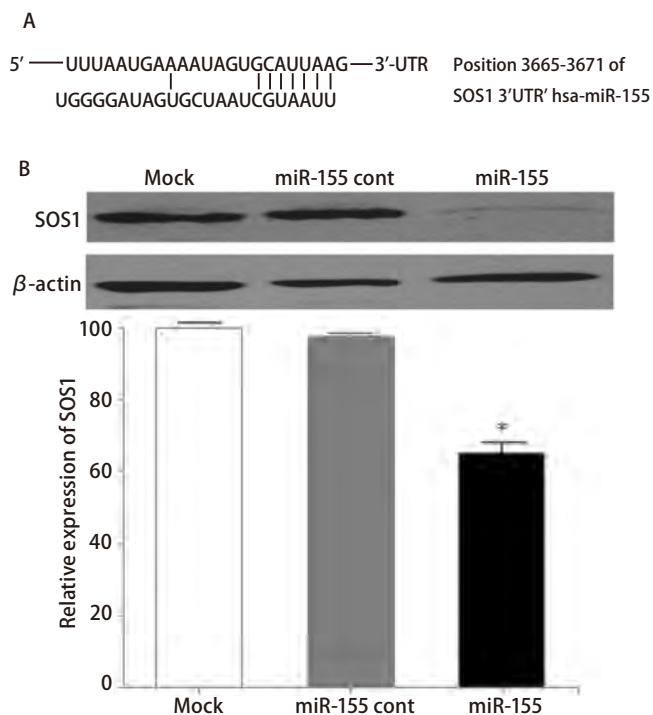 A
5' UUUAAUGAAAAUAGUGCAUUAAG 3'-UTR Position 3665-3671 of
UGGGGAUAGUGCUAAUCGUAAUU SOS1 3'UTR' hsa-miR-155
B
Mock miR-155 cont miR-155
SOS1
β-actin
Relative expression of SOS1
100
80
60
40
20
0
*
Mock miR-155 cont miR-155